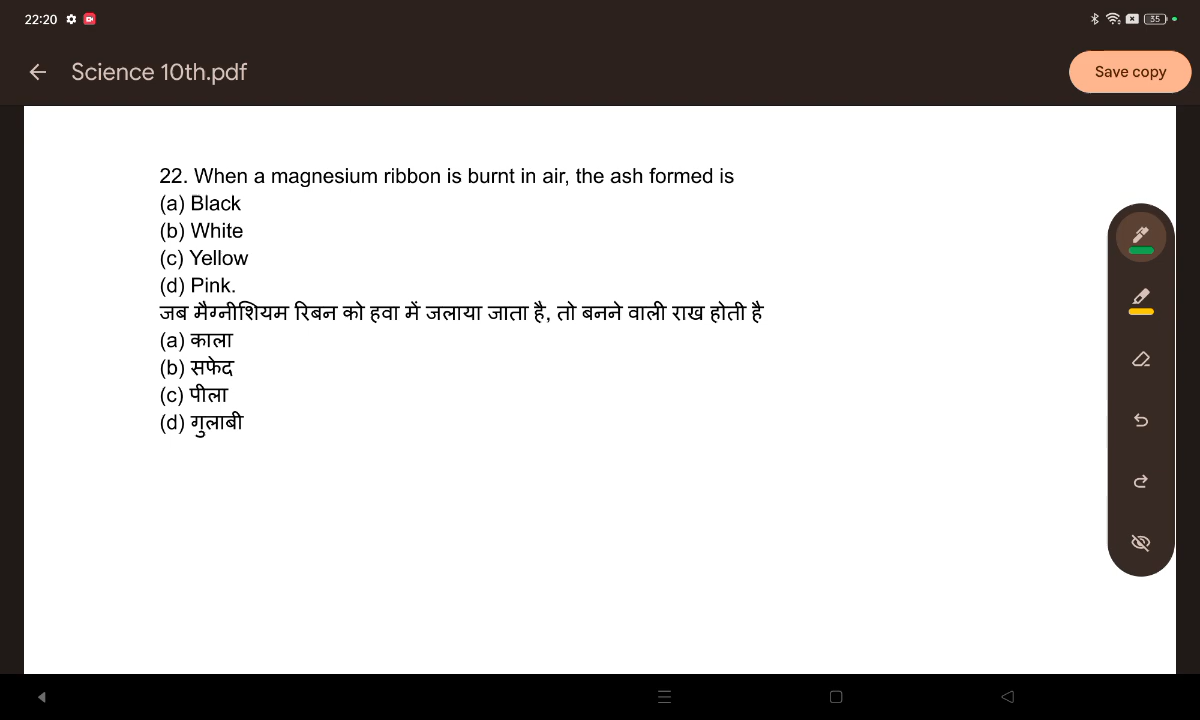 22:20
35
Science 10th.pdf
Save copy
22. When a magnesium ribbon is burnt in air, the ash formed is
(a) Black
(b) White
(c) Yellow
(d) Pink.
जब मैग्नीशियम रिबन को हवा में जलाया जाता है, तो बनने वाली राख होती है
(a) काला
(b) सफेद
(c) पीला
(d) गुलाबी